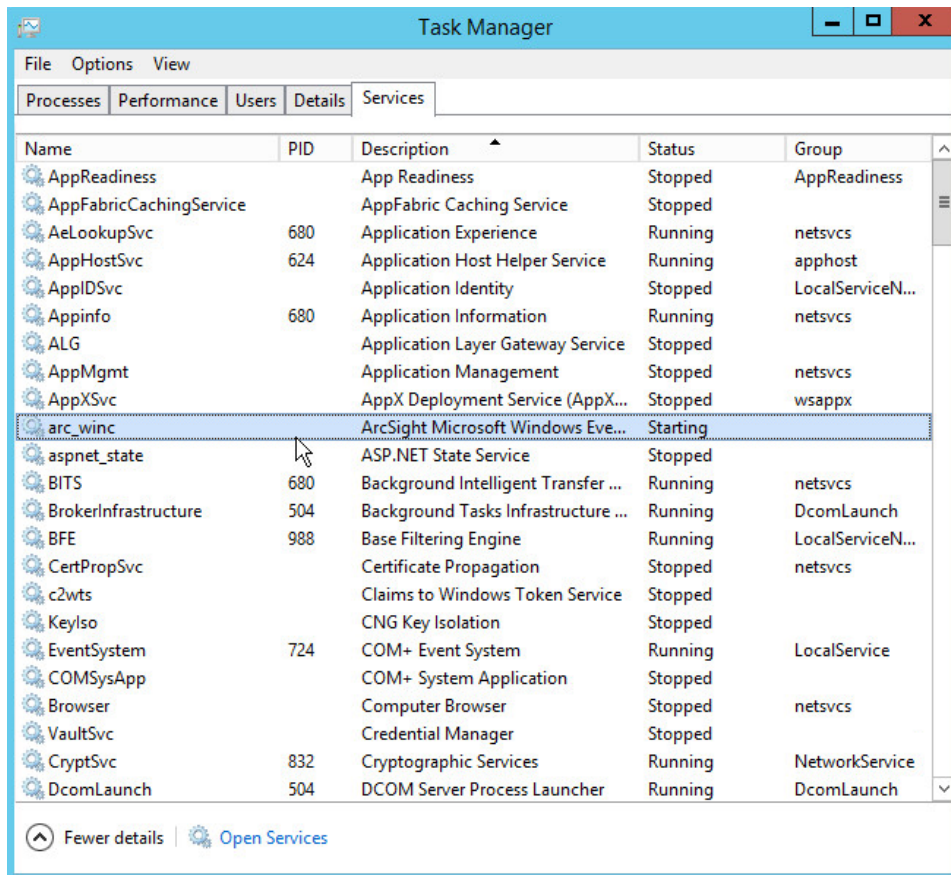 Task Manager
File Options View
Processes Performance Users Details Services
Name PID Description Status Group
AppReadiness App Readiness Stopped AppReadiness
AppFabricCachingService AppFabric Caching Service Stopped
AeLookupSvc 680 Application Experience Running netsvcs
AppHostSvc 624 Application Host Helper Service Running apphost
AppIDSvc Application Identity Stopped LocalServiceN...
Appinfo 680 Application Information Running netsvcs
ALG Application Layer Gateway Service Stopped
AppMgmt Application Management Stopped netsvcs
AppXSvc AppX Deployment Service (AppX... Stopped wsappx
arc_winc ArcSight Microsoft Windows Eve... Starting
aspnet_state ASP.NET State Service Stopped
BITS 680 Background Intelligent Transfer ... Running netsvcs
BrokerInfrastructure 504 Background Tasks Infrastructure ... Running DcomLaunch
BFE 988 Base Filtering Engine Running LocalServiceN...
CertPropSvc Certificate Propagation Stopped netsvcs
c2wts Claims to Windows Token Service Stopped
KeyIso CNG Key Isolation Stopped
EventSystem 724 COM+ Event System Running LocalService
COMSysApp COM+ System Application Stopped
Browser Computer Browser Stopped netsvcs
VaultSvc Credential Manager Stopped
CryptSvc 832 Cryptographic Services Running NetworkService
DcomLaunch 504 DCOM Server Process Launcher Running DcomLaunch
Fewer details Open Services